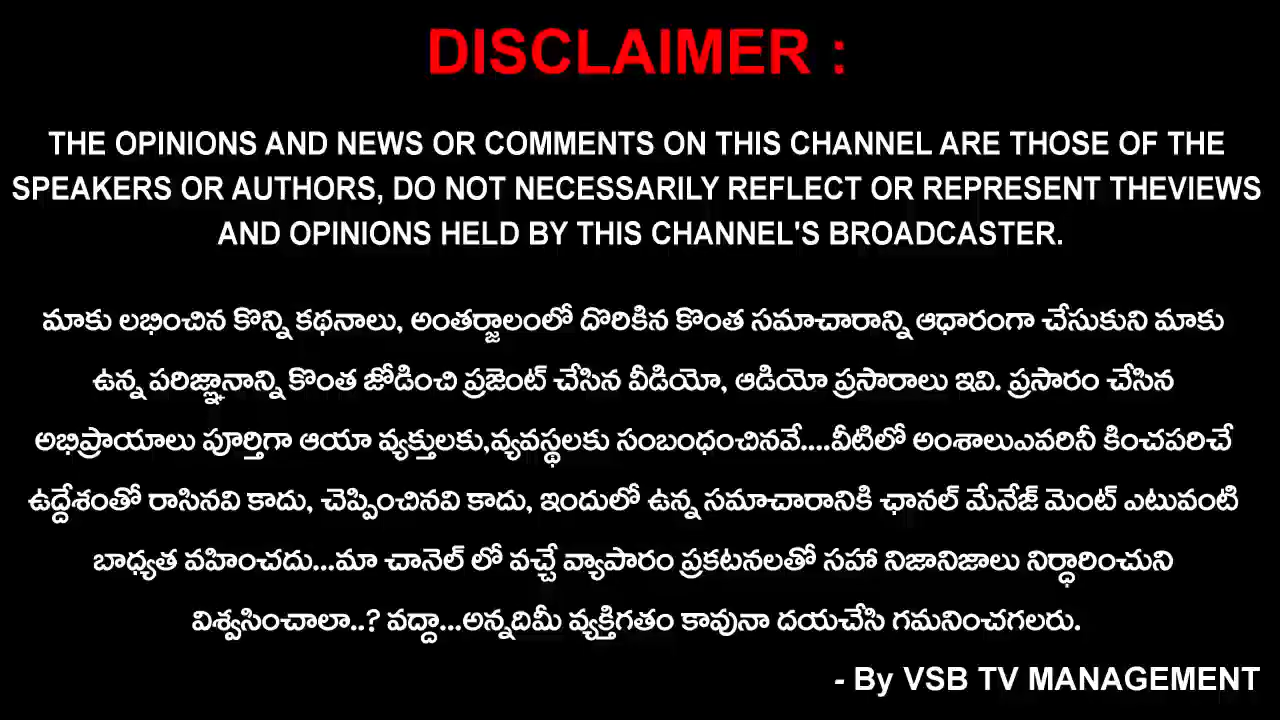 DISCLAIMER :
THE OPINIONS AND NEWS OR COMMENTS ON THIS CHANNEL ARE THOSE OF THE
SPEAKERS OR AUTHORS, DO NOT NECESSARILY REFLECT OR REPRESENT THEVIEWS
AND OPINIONS HELD BY THIS CHANNEL'S BROADCASTER.
మాకు లభించిన కొన్ని కథనాలు, అంతర్జాలంలో దొరికిన కొంత సమాచారాన్ని ఆధారంగా చేసుకుని మాకు
ఉన్న పరిజ్ఞానాన్ని కొంత జోడించి ప్రజెంట్ చేసిన వీడియో, ఆడియో ప్రసారాలు ఇవి. ప్రసారం చేసిన
అభిప్రాయాలు పూర్తిగా ఆయా వ్యక్తులకు,వ్యవస్థలకు సంబంధంచినవే....వీటిలో అంశాలుఎవరినీ కించపరిచే
ఉద్దేశంతో రాసినవి కాదు, చెప్పించినవి కాదు, ఇందులో ఉన్న సమాచారానికి ఛానల్ మేనేజ్ మెంట్ ఎటువంటి
బాధ్యత వహించదు...మా చానెల్ లో వచ్చే వ్యాపారం ప్రకటనలతో సహా నిజానిజాలు నిర్ధారించుని
విశ్వసించాలా..? వద్దా...అన్నదిమీ వ్యక్తిగతం కావునా దయచేసి గమనించగలరు.
- By VSB TV MANAGEMENT